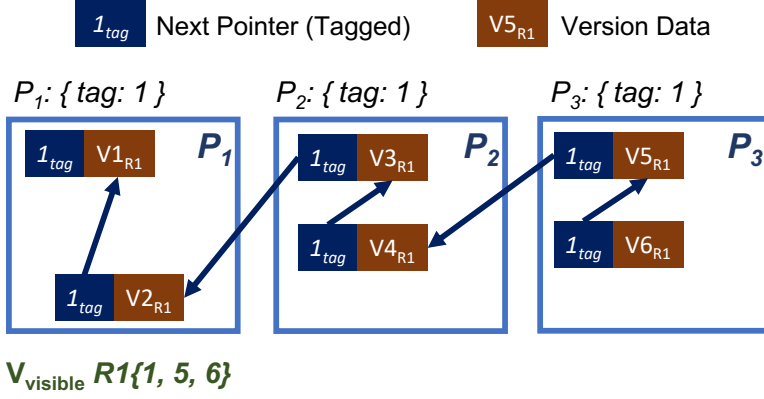 1tag Next Pointer (Tagged) V5R1 Version Data
P1: { tag: 1 } P2: { tag: 1 } P3: { tag: 1 }
1tag V1R1 P1 1tag V3R1 P2 1tag V5R1 P3
1tag V4R1 1tag V6R1
1tag V2R1
Vvisible R1{1, 5, 6}